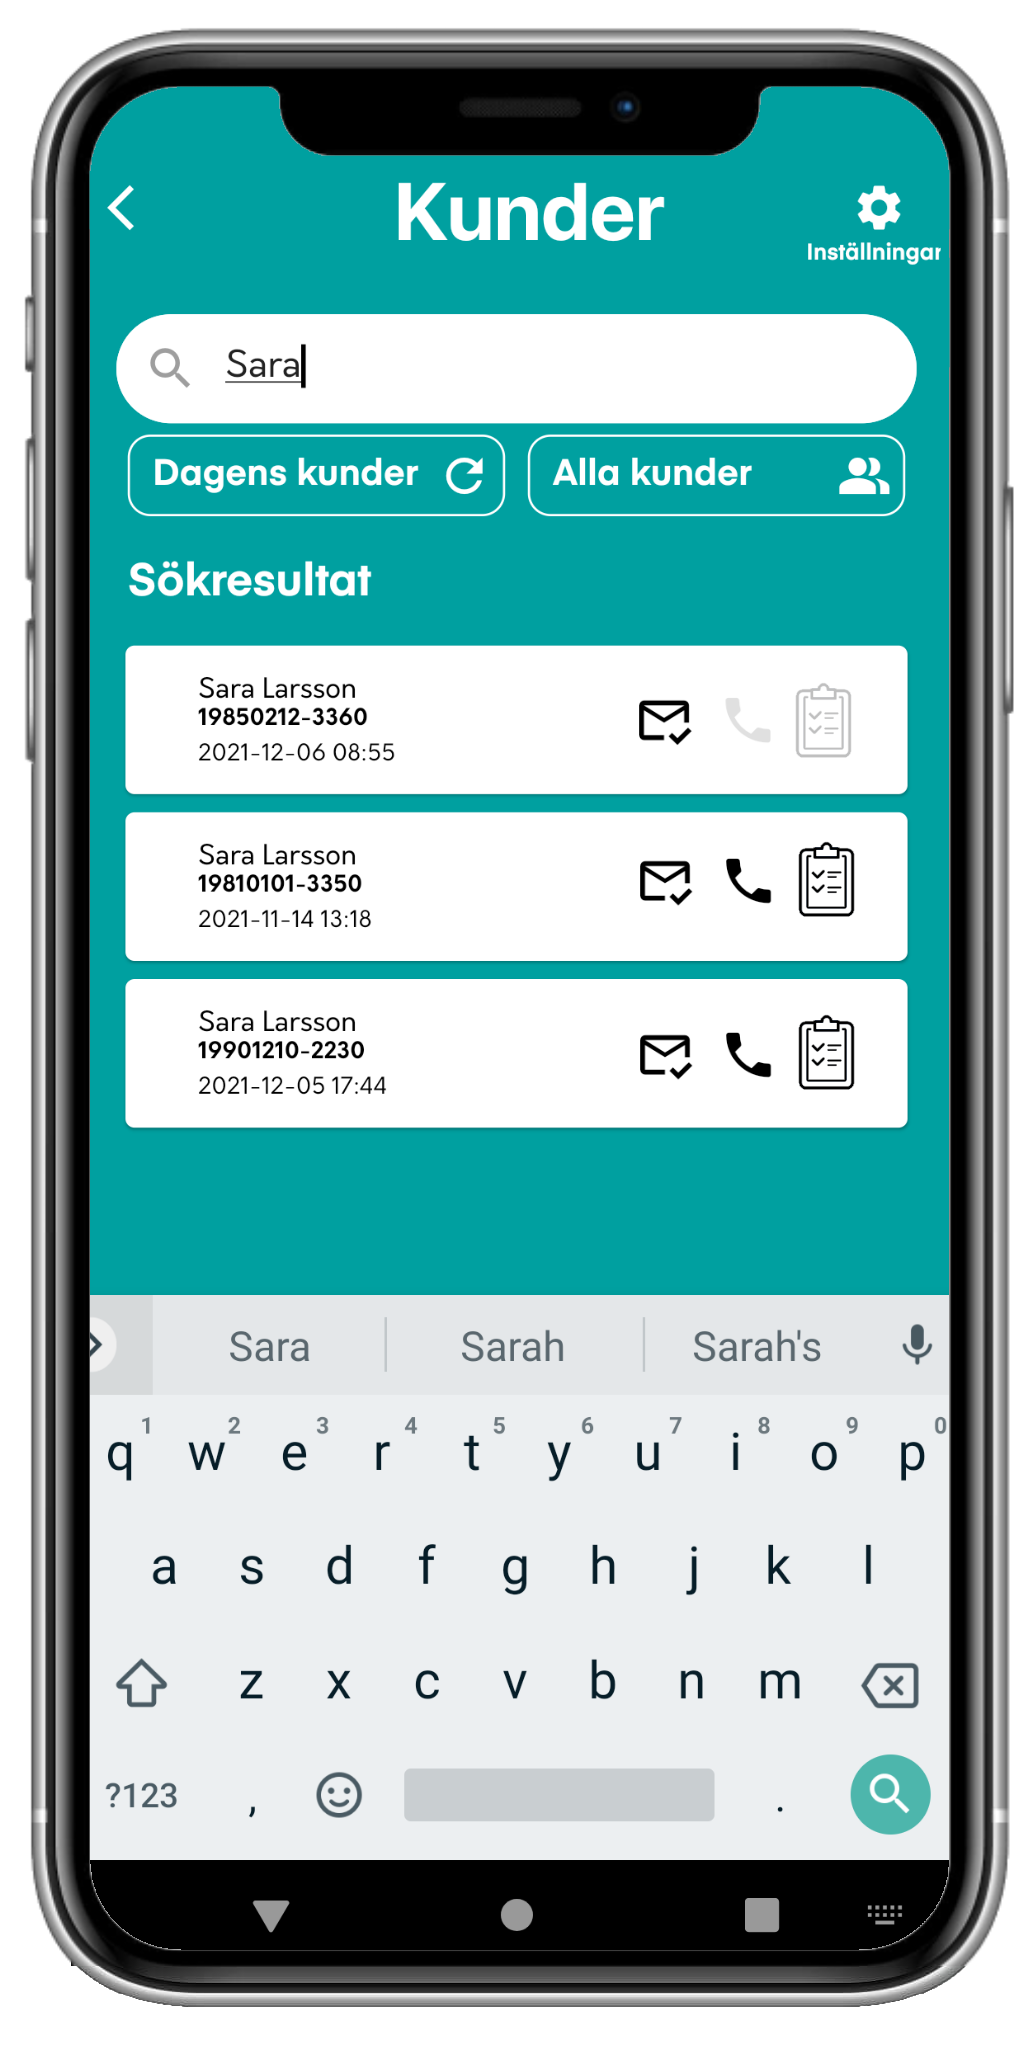 Kunder
Inställningar
Sara
Dagens kunder
Alla kunder
Sökresultat
Sara Larsson
19850212-3360
2021-12-06 08:55
Sara Larsson
19810101-3350
2021-11-14 13:18
Sara Larsson
19901210-2230
2021-12-05 17:44
Sara Sarah Sarah's
1 2 3 4 5 6 7 8 9 0
q w e r t y u i o p
a s d f g h j k l
z x c v b n m
?123 , .